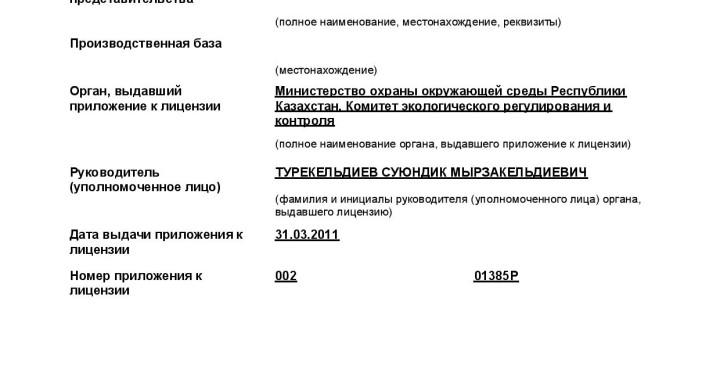 представительства
(полное наименование, местонахождение, реквизиты)
Производственная база
(местонахождение)
Орган, выдавший
приложение к лицензии
Министерство охраны окружающей среды Республики
Казахстан. Комитет экологического регулирования и
контроля
(полное наименование органа, выдавшего приложение к лицензии)
Руководитель
(уполномоченное лицо)
ТУРЕКЕЛЬДИЕВ СУЮНДИК МЫРЗАКЕЛЬДИЕВИЧ
(фамилия и инициалы руководителя (уполномоченного лица) органа,
выдавшего лицензию)
Дата выдачи приложения к
лицензии
31.03.2011
Номер приложения к
лицензии
002 01385Р